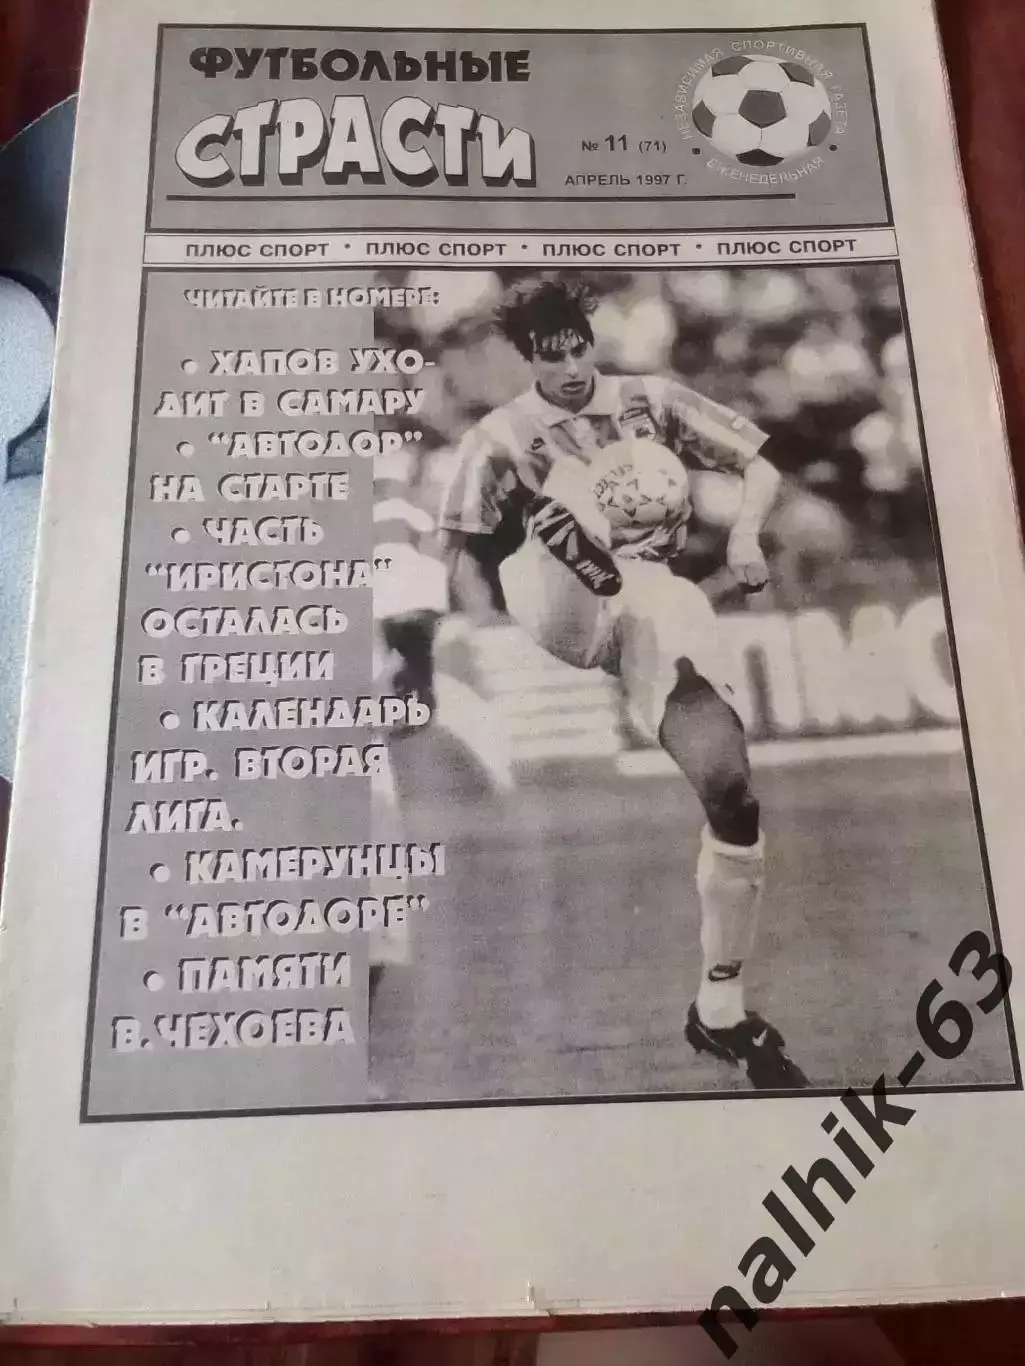 ФУТБОЛЬНЫЕ
СТРАСТИ
№ 11 (71)
АПРЕЛЬ 1997 Г.
НЕЗАВИСИМАЯ СПОРТИВНАЯ ГАЗЕТА
• ЕЖЕНЕДЕЛЬНАЯ •
ПЛЮС СПОРТ • ПЛЮС СПОРТ • ПЛЮС СПОРТ • ПЛЮС СПОРТ
ЧИТАЙТЕ В НОМЕРЕ:
• ХАПОВ УХО-
ДИТ В САМАРУ
• "АВТОДОР"
НА СТАРТЕ
• ЧАСТЬ
"ИРИСТОНА"
ОСТАЛАСЬ
В ГРЕЦИИ
• КАЛЕНДАРЬ
ИГР. ВТОРАЯ
ЛИГА.
• КАМЕРУНЦЫ
В "АВТОДОРЕ"
• ПАМЯТИ
В.ЧЕХОЕВА
nalhik-63